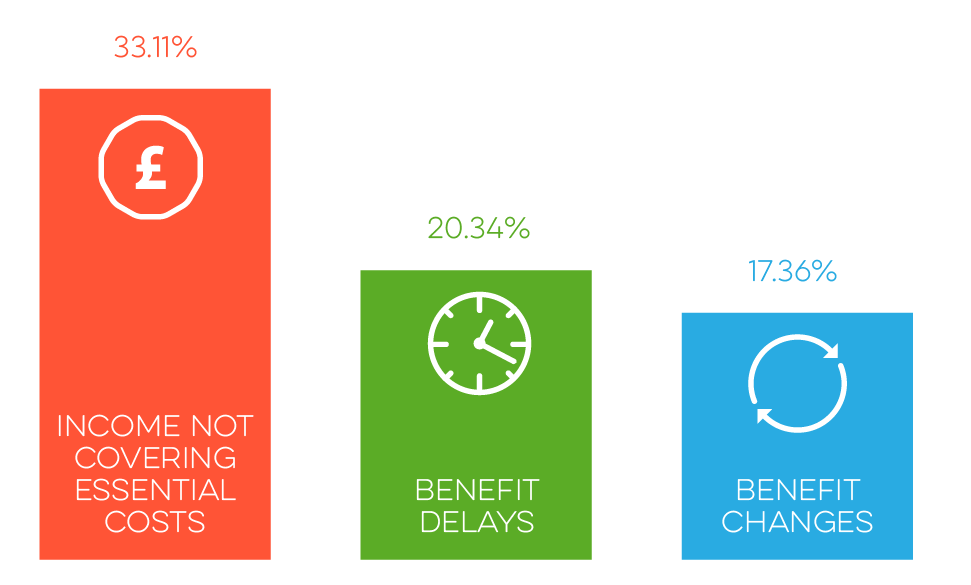 33.11%
£
INCOME NOT
COVERING
ESSENTIAL
COSTS
20.34%
BENEFIT
DELAYS
17.36%
BENEFIT
CHANGES